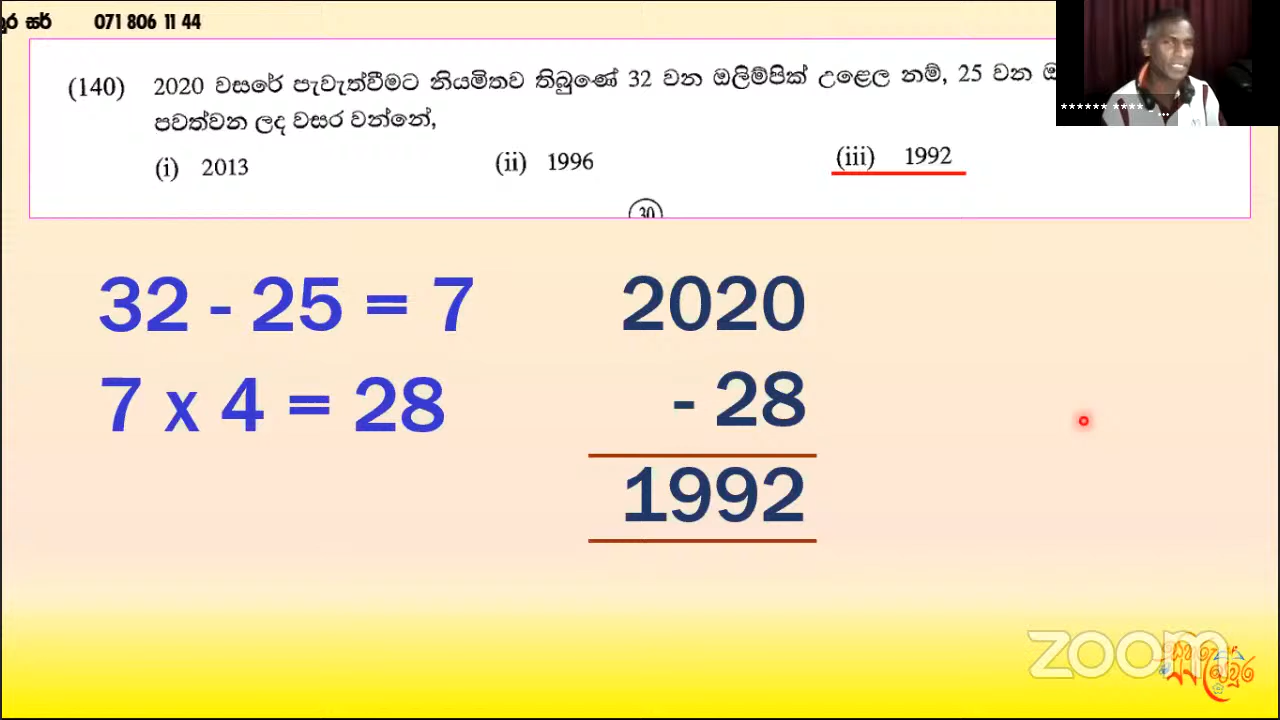 සර් 071 806 11 44
****** **** - ...
(140) 2020 වසරේ පැවැත්වීමට නියමිතව තිබුණේ 32 වන ඔලිම්පික් උළෙල නම්, 25 වන
පවත්වන ලද වසර වන්නේ,
(i) 2013 (ii) 1996 (iii) 1992
30
32 - 25 = 7
7 x 4 = 28
2020
- 28
1992
zoom